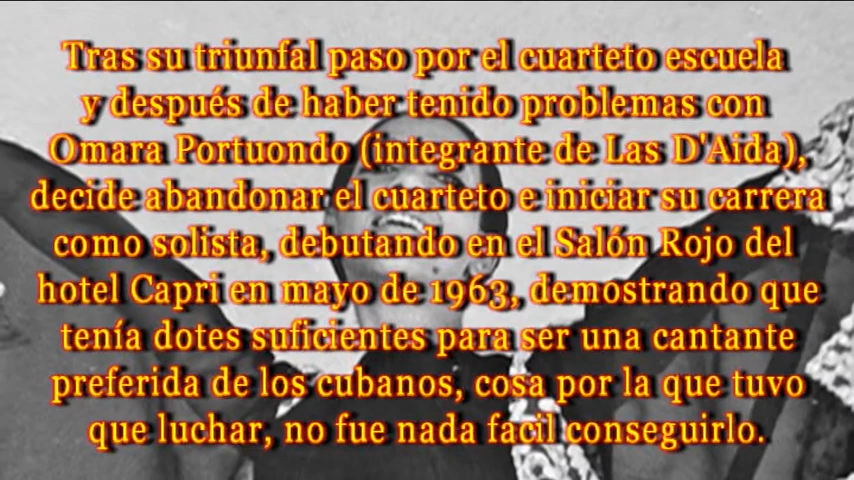 Tras su triunfal paso por el cuarteto escuela
y después de haber tenido problemas con
Omara Portuondo (integrante de Las D'Aida),
decide abandonar el cuarteto e iniciar su carrera
como solista, debutando en el Salón Rojo del
hotel Capri en mayo de 1963, demostrando que
tenía dotes suficientes para ser una cantante
preferida de los cubanos, cosa por la que tuvo
que luchar, no fue nada facil conseguirlo.